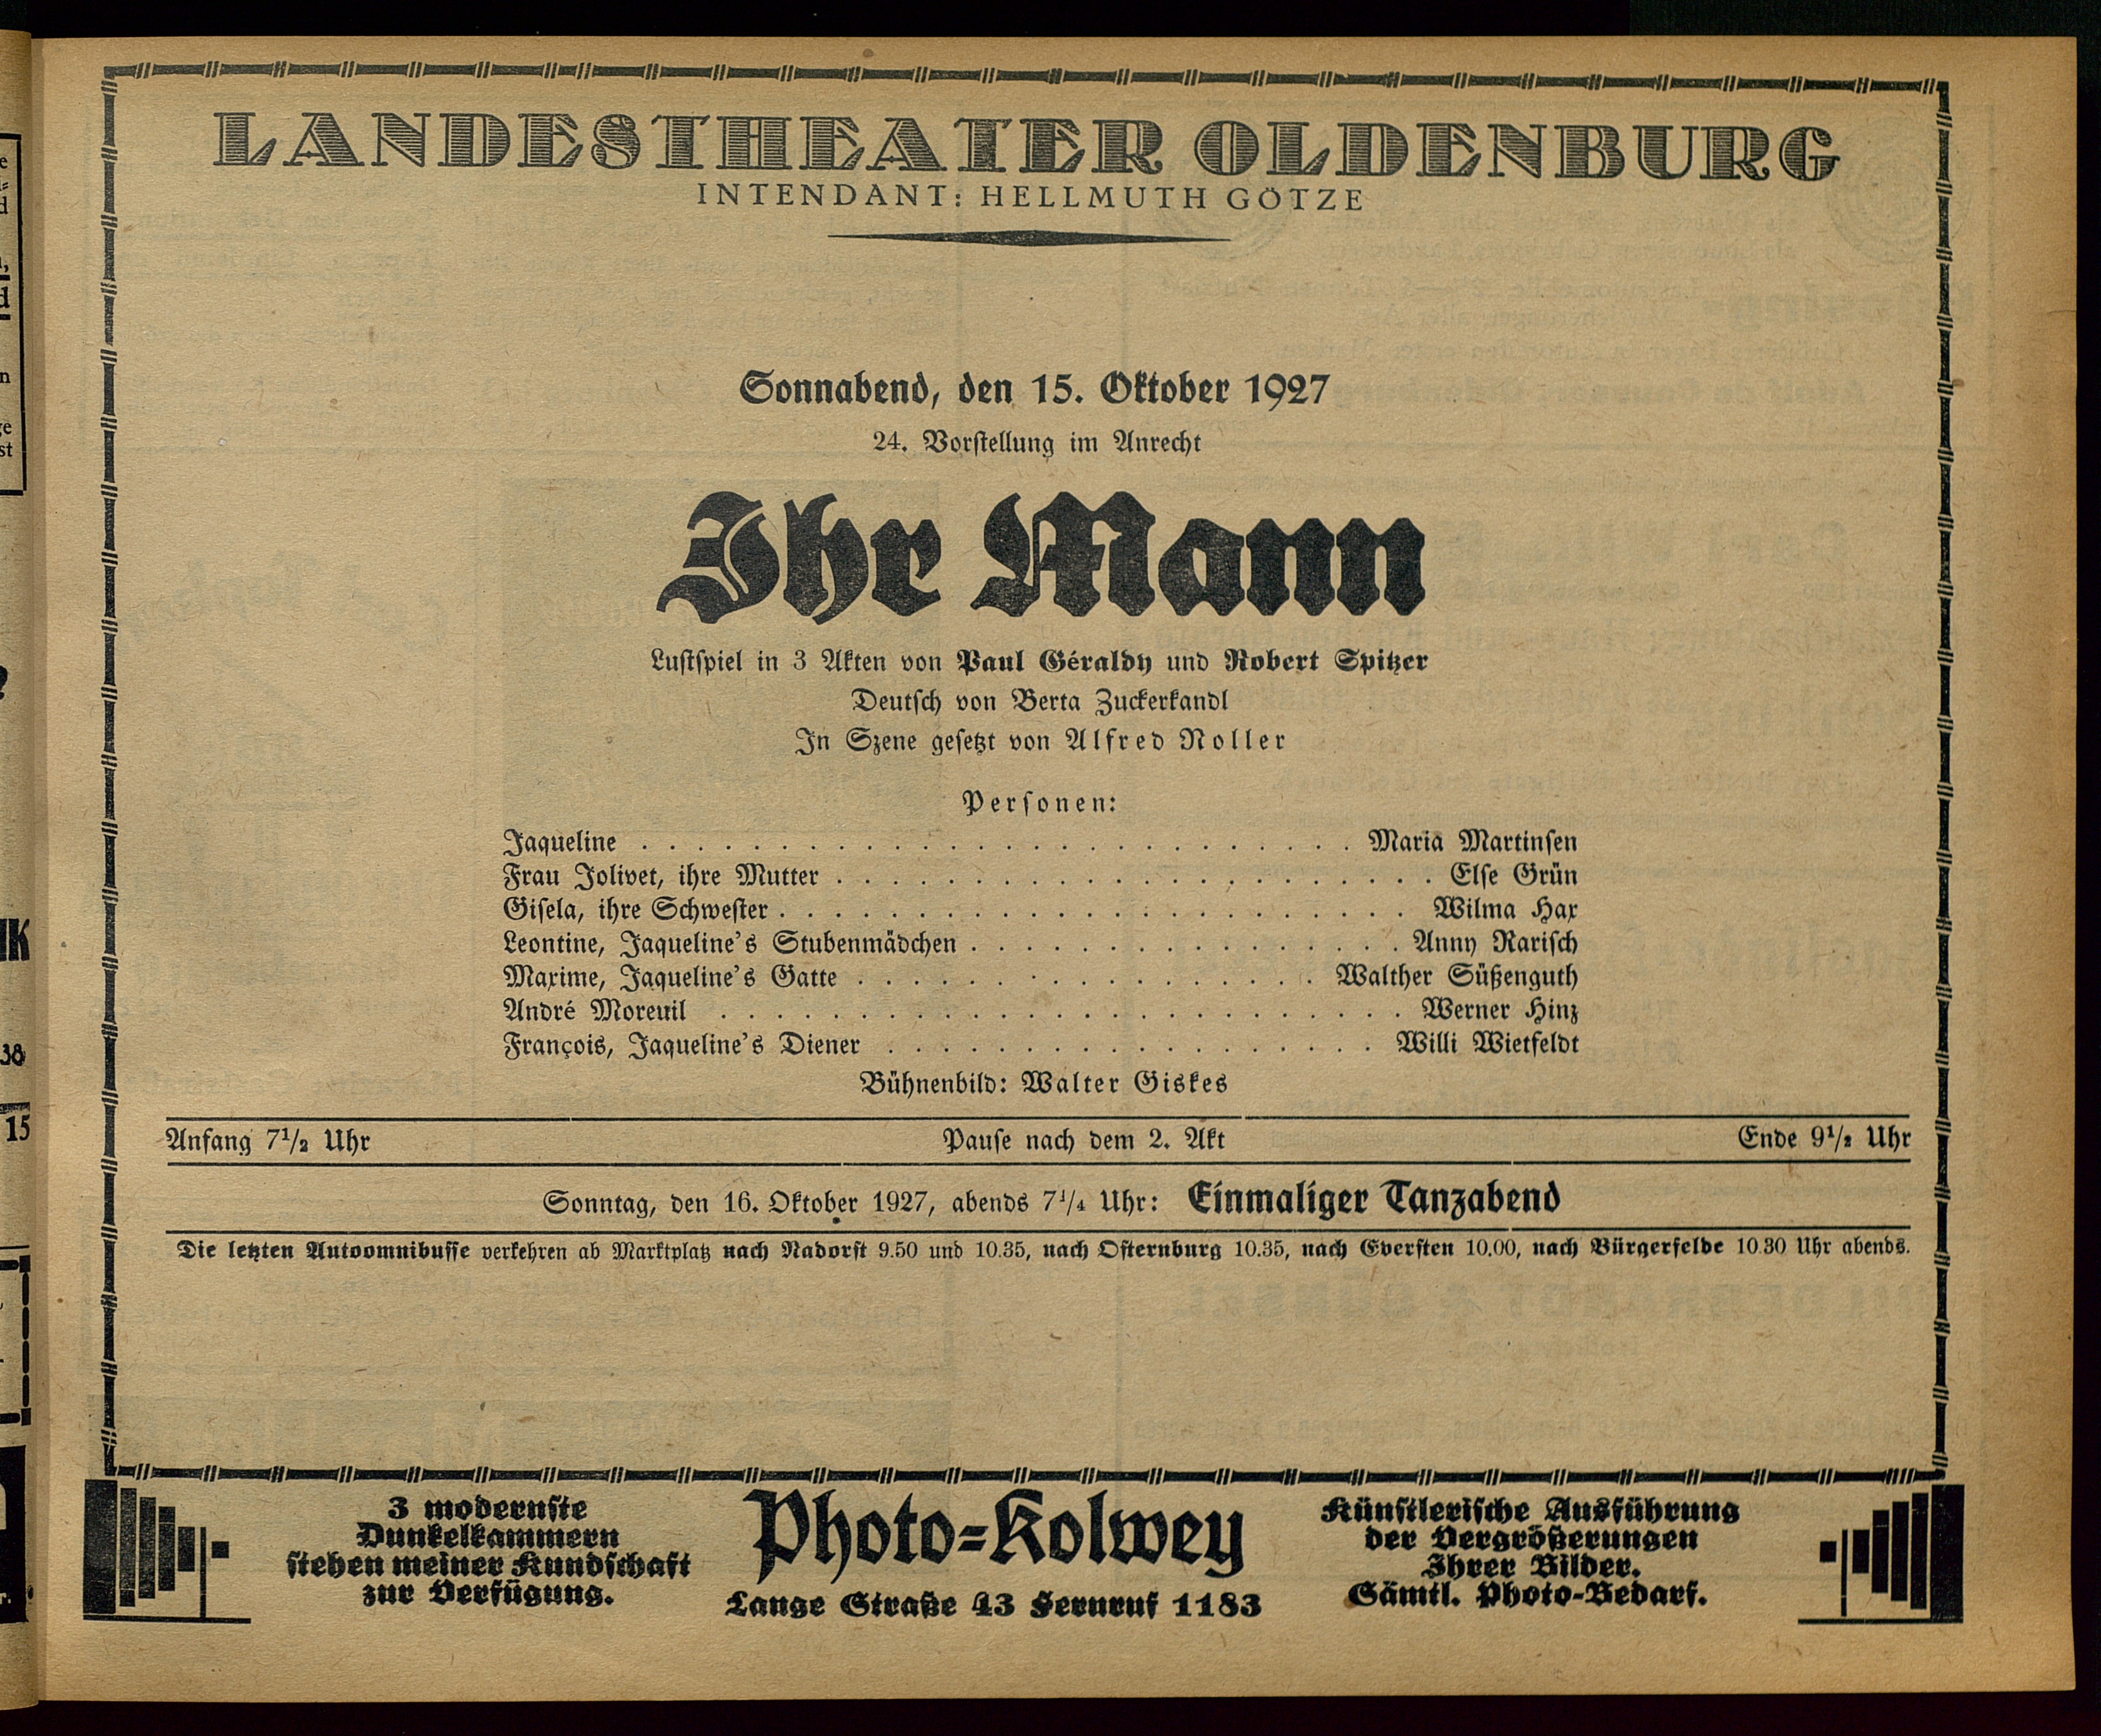 LANDESTHEATER OLDENBURG
INTENDANT: HELLMUTH GÖTZE
Sonnabend, den 15. Oktober 1927
24. Vorstellung im Anrecht
Ihr Mann
Lustspiel in 3 Akten von Paul Géraldy und Robert Spitzer
Deutsch von Berta Zuckerkandl
In Szene gesetzt von Alfred Noller
Personen:
Jaqueline . . . . . . . . . . . . . . . . . . . . . . . . . . Maria Martinsen
Frau Jolivet, ihre Mutter . . . . . . . . . . . . . . . . . . . . . . Else Grün
Gisela, ihre Schwester . . . . . . . . . . . . . . . . . . . . . . . Wilma Hax
Leontine, Jaqueline's Stubenmädchen . . . . . . . . . . . . . . . . Anny Rarisch
Maxime, Jaqueline's Gatte . . . . . . . . . . . . . . . . . Walther Süßenguth
André Moreuil . . . . . . . . . . . . . . . . . . . . . . . . . Werner Hinz
François, Jaqueline's Diener . . . . . . . . . . . . . . . . . . Willi Wietfeldt
Bühnenbild: Walter Giskes
Anfang 7½ Uhr Pause nach dem 2. Akt Ende 9½ Uhr
Sonntag, den 16. Oktober 1927, abends 7¼ Uhr: Einmaliger Tanzabend
Die letzten Autoomnibusse verkehren ab Marktplatz nach Nadorst 9.50 und 10.35, nach Osternburg 10.35, nach Eversten 10.00, nach Bürgerfelde 10.30 Uhr abends.
3 modernste
Dunkelkammern
stehen meiner Kundschaft
zur Verfügung.
Photo=Kolwey
Lange Straße 43 Fernruf 1183
Künstlerische Ausführung
der Vergrößerungen
Ihrer Bilder.
Sämtl. Photo-Bedarf.